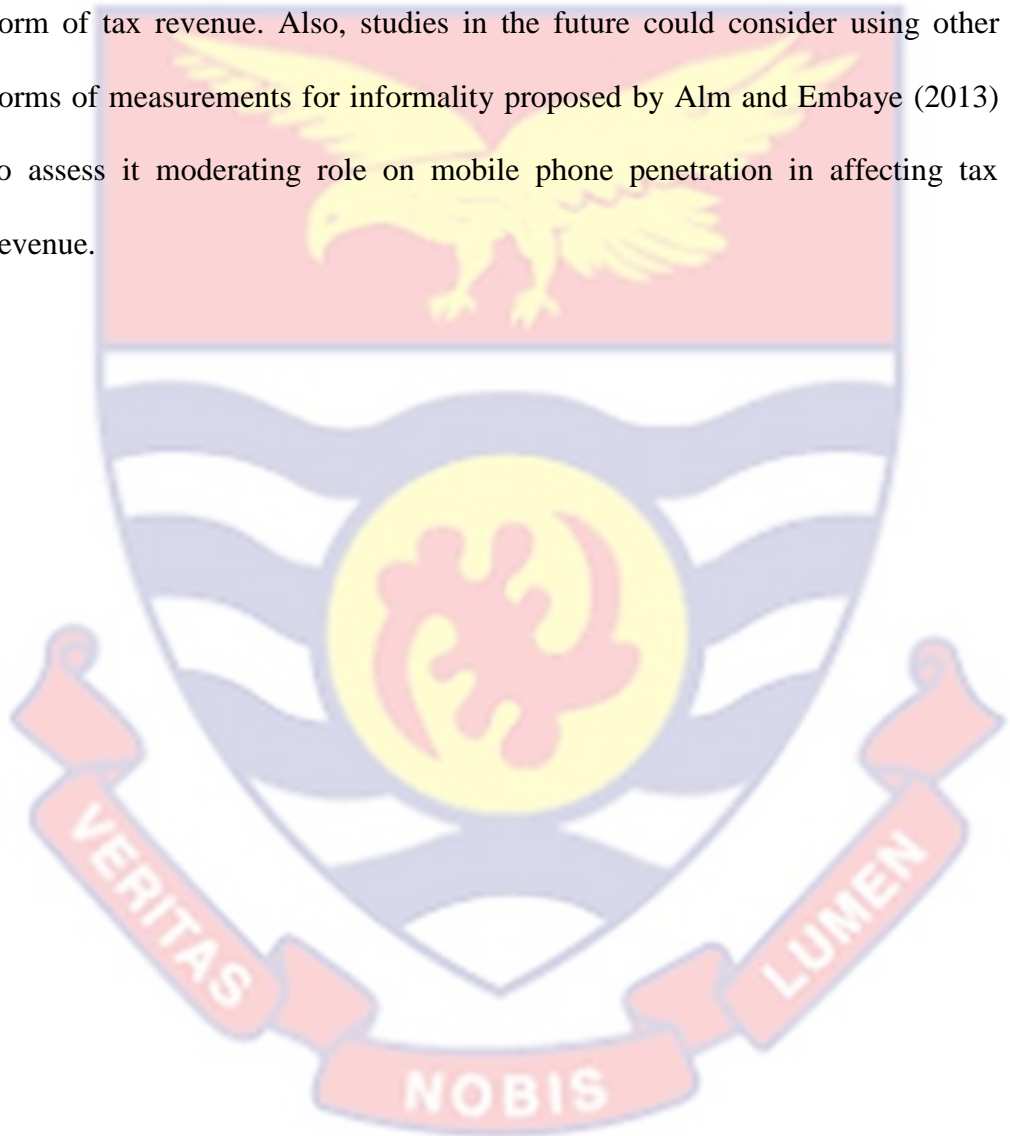 orm of tax revenue. Also, studies in the future could consider using other
orms of measurements for informality proposed by Alm and Embaye (2013)
o assess it moderating role on mobile phone penetration in affecting tax
evenue.
VERITAS
NOBIS
LUMEN